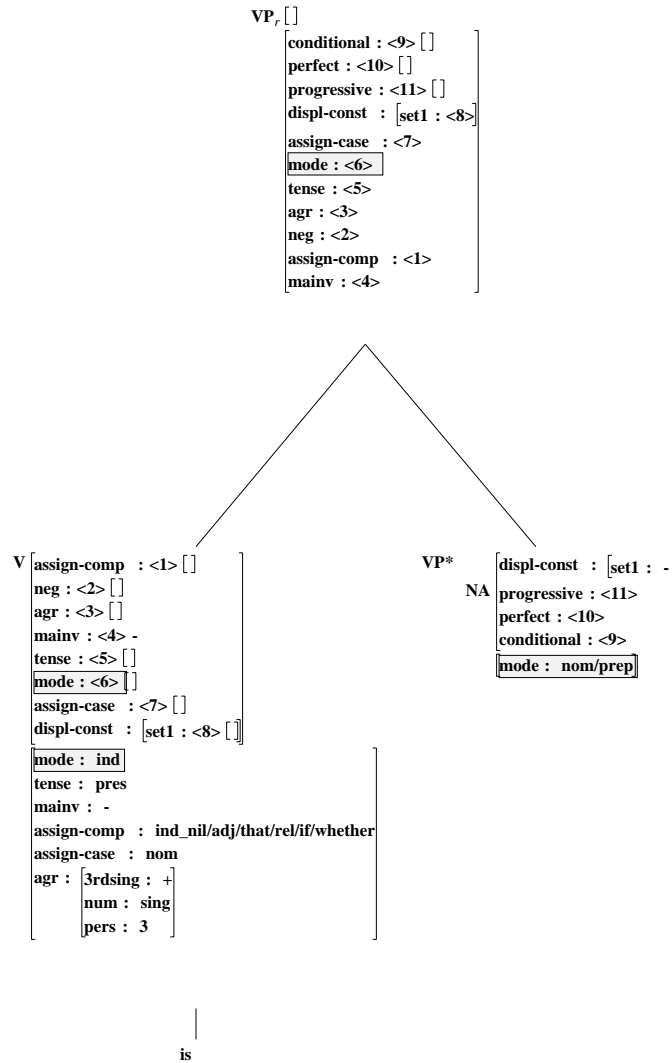 VPr []
conditional : <9> []
perfect : <10> []
progressive : <11> []
displ-const : [set1 : <8>]
assign-case : <7>
mode : <6>
tense : <5>
agr : <3>
neg : <2>
assign-comp : <1>
mainv : <4>
V assign-comp : <1> []
neg : <2> []
agr : <3> []
mainv : <4> -
tense : <5> []
mode : <6> []
assign-case : <7> []
displ-const : [set1 : <8> []]
mode : ind
tense : pres
mainv : -
assign-comp : ind_nil/adj/that/rel/if/whether
assign-case : nom
agr : 3rdsing : +
num : sing
pers : 3
is
VP* displ-const : [set1 : -
NA progressive : <11>
perfect : <10>
conditional : <9>
mode : nom/prep